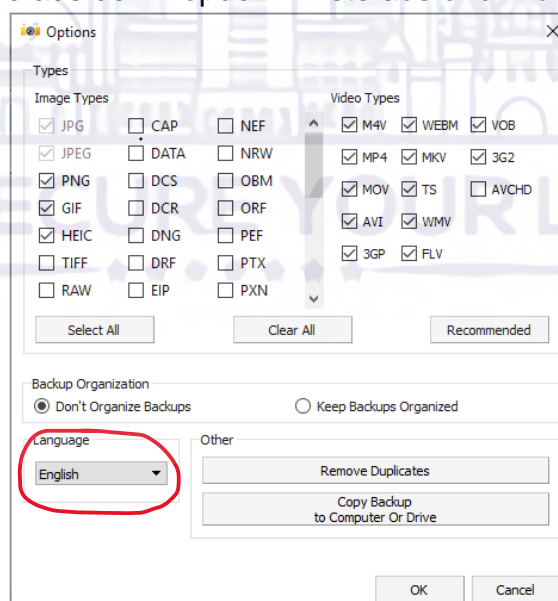 Options
Types
Image Types Video Types
JPG CAP NEF M4V WEBM VOB
JPEG DATA NRW MP4 MKV 3G2
PNG DCS OBM MOV TS AVCHD
GIF DCR ORF AVI WMV
HEIC DNG PEF 3GP FLV
TIFF DRF PTX
RAW EIP PXN
Select All Clear All Recommended
Backup Organization
Don't Organize Backups Keep Backups Organized
Language Other
English Remove Duplicates
Copy Backup
to Computer Or Drive
OK Cancel